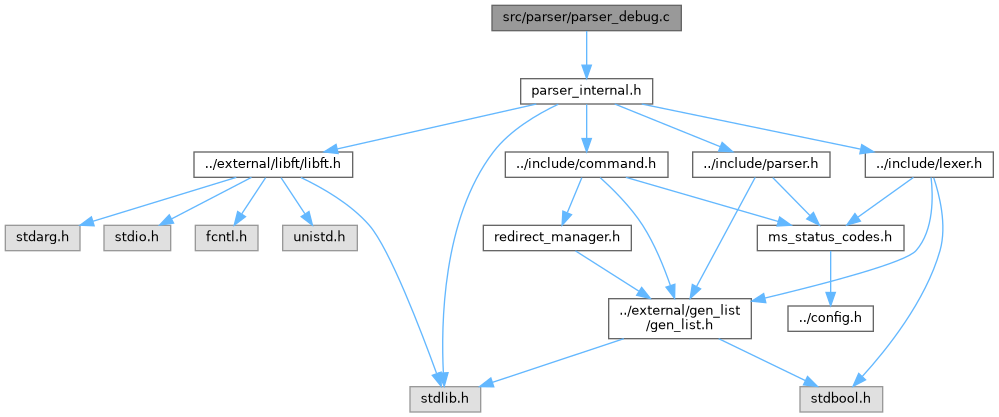 src/parser/parser_debug.c
parser_internal.h
../external/libft/libft.h
../include/command.h
../include/parser.h
../include/lexer.h
stdarg.h
stdio.h
fcntl.h
unistd.h
redirect_manager.h
ms_status_codes.h
../external/gen_list
/gen_list.h
../config.h
stdlib.h
stdbool.h